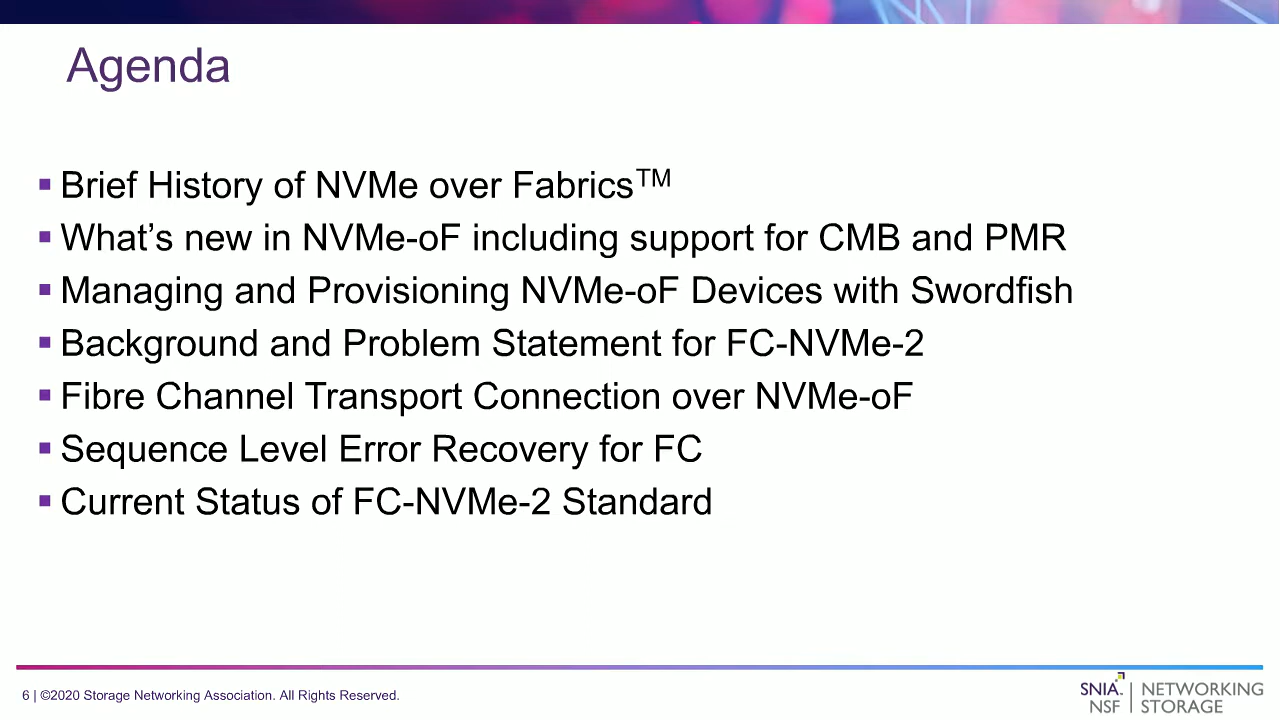 Agenda
▪ Brief History of NVMe over Fabrics™
▪ What’s new in NVMe-oF including support for CMB and PMR
▪ Managing and Provisioning NVMe-oF Devices with Swordfish
▪ Background and Problem Statement for FC-NVMe-2
▪ Fibre Channel Transport Connection over NVMe-oF
▪ Sequence Level Error Recovery for FC
▪ Current Status of FC-NVMe-2 Standard
6 | ©2020 Storage Networking Association. All Rights Reserved.
SNIA™ | NETWORKING
NSF | STORAGE